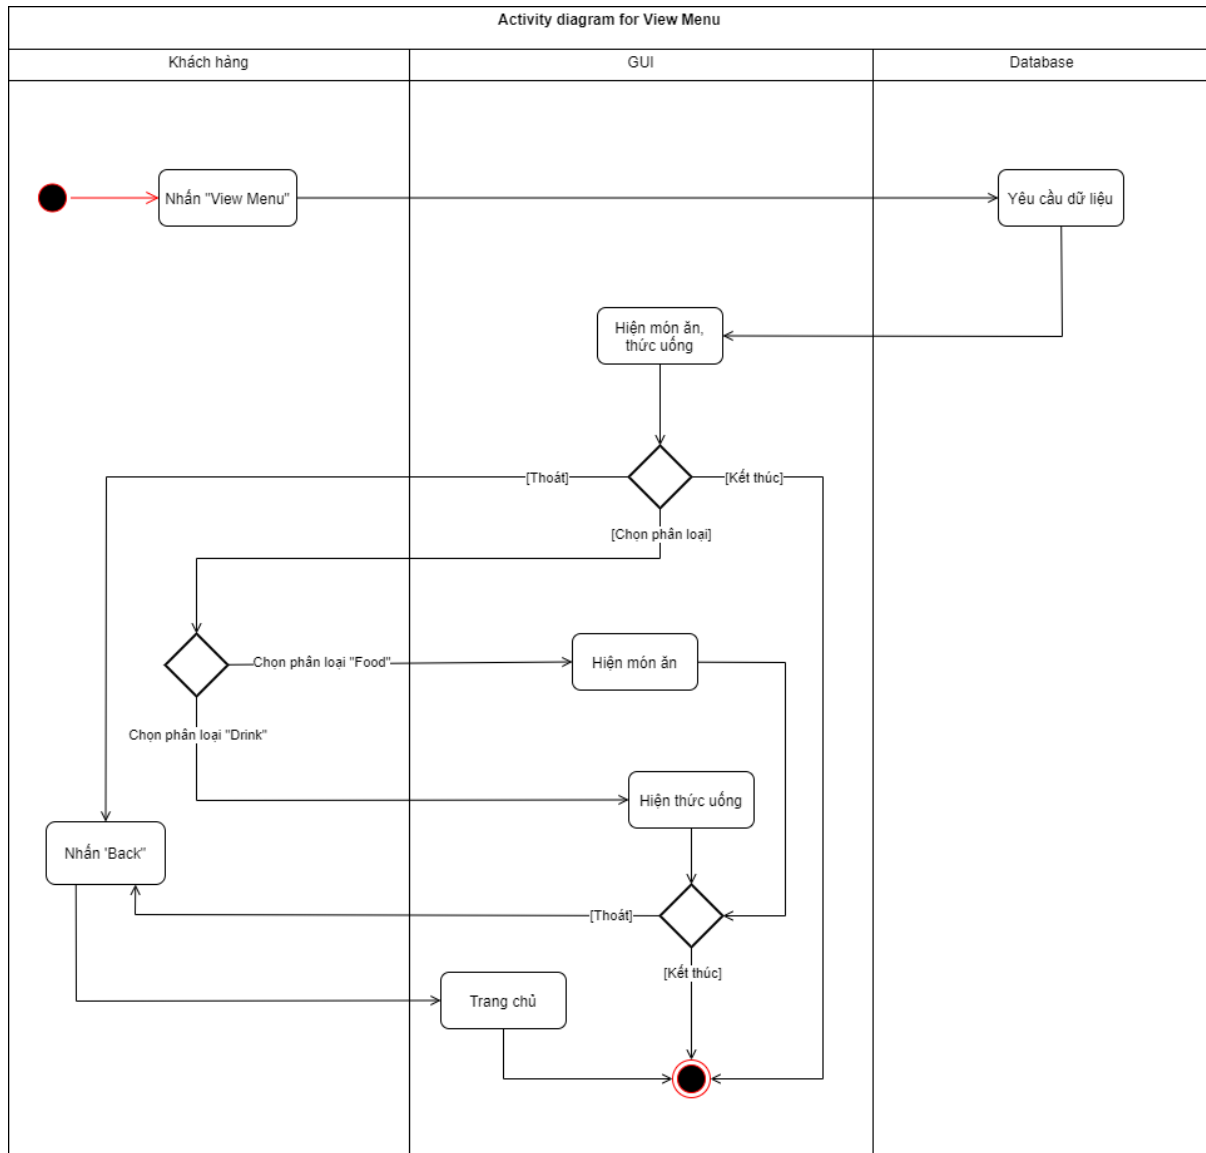 Activity diagram for View Menu
Khách hàng
GUI
Database
Nhấn "View Menu"
Yêu cầu dữ liệu
Hiện món ăn,
thức uống
[Thoát]
[Kết thúc]
[Chọn phân loại]
Chọn phân loại "Food"
Hiện món ăn
Chọn phân loại "Drink"
Hiện thức uống
Nhấn 'Back"
[Thoát]
[Kết thúc]
Trang chủ